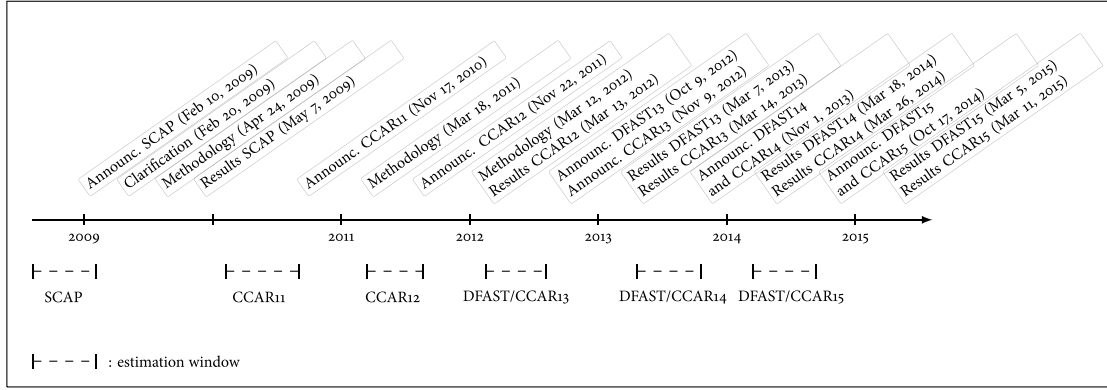 Announc. SCAP (Feb 10, 2009)
Clarification (Feb 20, 2009)
Methodology (Apr 24, 2009)
Results SCAP (May 7, 2009)
Announc. CCAR11 (Nov 17, 2010)
Methodology (Mar 18, 2011)
Announc. CCAR12 (Nov 22, 2011)
Methodology (Mar 12, 2012)
Results CCAR12 (Mar 13, 2012)
Announc. DFAST13 (Oct 9, 2012)
Announc. CCAR13 (Nov 9, 2012)
Results DFAST13 (Mar 7, 2013)
Results CCAR13 (Mar 14, 2013)
Announc. DFAST14
and CCAR14 (Nov 1, 2013)
Results DFAST14 (Mar 18, 2014)
Results CCAR14 (Mar 26, 2014)
Announc. DFAST15
and CCAR15 (Oct 17, 2014)
Results DFAST15 (Mar 5, 2015)
Results CCAR15 (Mar 11, 2015)
2009 2011 2012 2013 2014 2015
SCAP CCAR11 CCAR12 DFAST/CCAR13 DFAST/CCAR14 DFAST/CCAR15
: estimation window